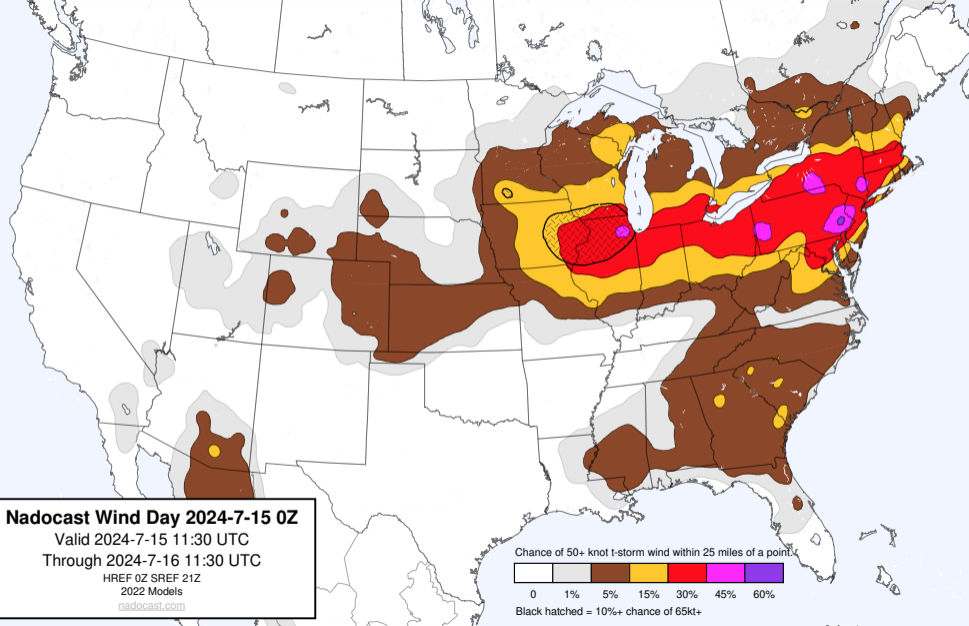 Nadocast Wind Day 2024-7-15 0Z
Valid 2024-7-15 11:30 UTC
Through 2024-7-16 11:30 UTC
HREF 0Z SREF 21Z
2022 Models
nadocast.com
Chance of 50+ knot t-storm wind within 25 miles of a point.
0 1% 5% 15% 30% 45% 60%
Black hatched = 10%+ chance of 65kt+